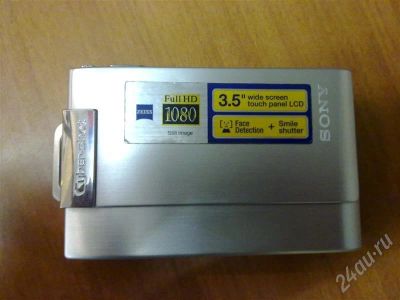 ZEISS
Full HD
1080
Still image
3.5" wide screen
touch panel LCD
Face
Detection
+
Smile
shutter
SONY
Cyber-shot
24au.ru